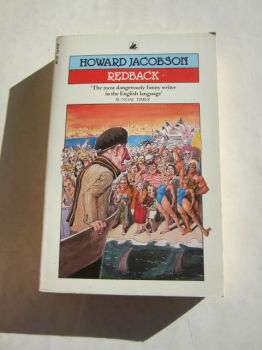 HOWARD JACOBSON
REDBACK
'The most dangerously funny writer
in the English language'
SUNDAY TIMES